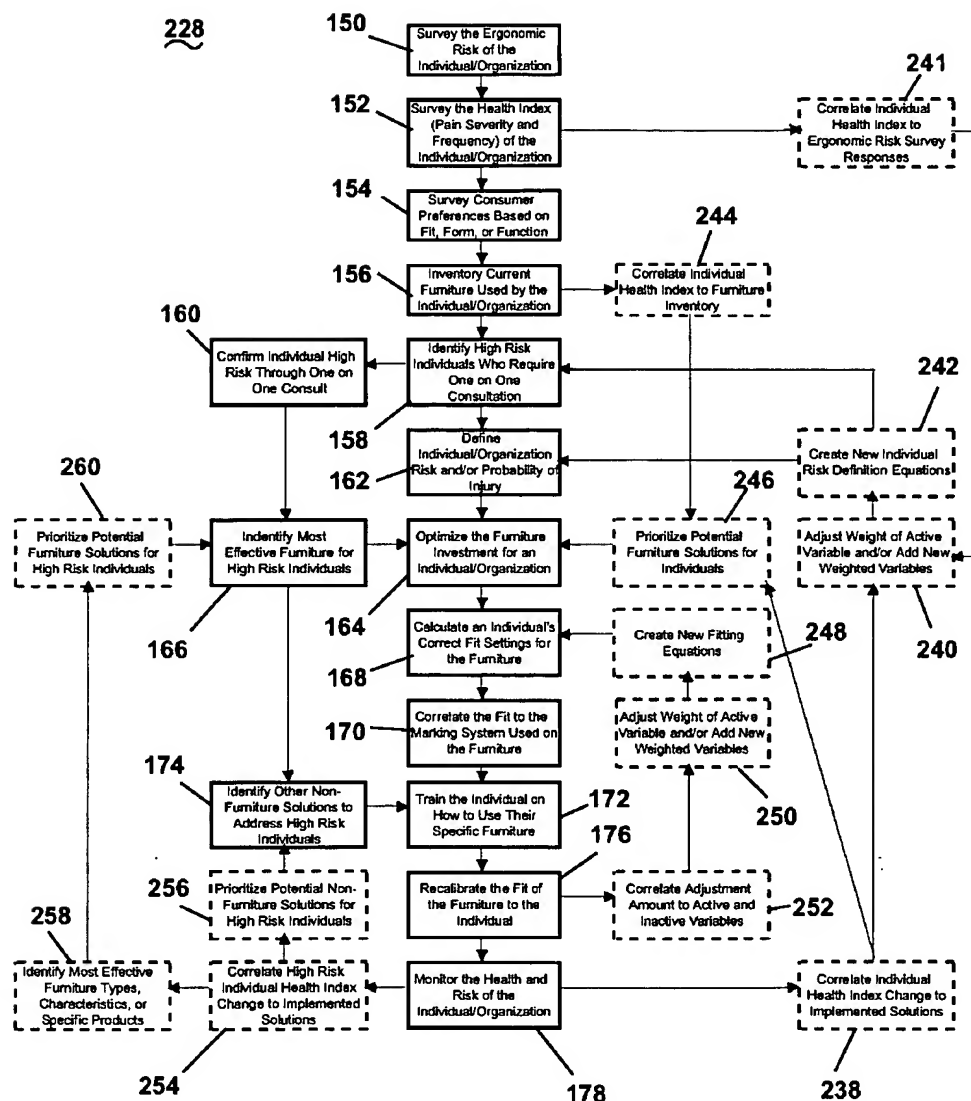 228
150
Survey the Ergonomic
Risk of the
Individual/Organization
241
152
Survey the Health Index
(Pain Severity and
Frequency) of the
Individual/Organization
Correlate Individual
Health Index to
Ergonomic Risk Survey
Responses
154
Survey Consumer
Preferences Based on
Fit, Form, or Function
244
156
Inventory Current
Furniture Used by the
Individual/Organization
Correlate Individual
Health Index to Furniture
Inventory
160
Confirm Individual High
Risk Through One on
One Consult
Identify High Risk
Individuals Who Require
One on One
Consultation
158
242
Define
Individual/Organization
Risk and/or Probability of
Injury
162
Create New Individual
Risk Definition Equations
260
246
Prioritize Potential
Furniture Solutions for
High Risk Individuals
Indentify Most
Effective Furniture for
High Risk Individuals
Optimize the Furniture
Investment for an
Individual/Organization
Prioritize Potential
Furniture Solutions for
Individuals
Adjust Weight of Active
Variable and/or Add New
Weighted Variables
166
164
240
Calculate an Individual's
Correct Fit Settings for
the Furniture
168
Create New Fitting
Equations
248
170
Correlate the Fit to the
Marking System Used on
the Furniture
Adjust Weight of Active
Variable and/or Add New
Weighted Variables
250
174
Identify Other Non-
Furniture Solutions to
Address High Risk
Individuals
Train the Individual on
How to Use Their
Specific Furniture
172
176
256
Prioritize Potential Non-
Furniture Solutions for
High Risk Individuals
Recalibrate the Fit of
the Furniture to the
Individual
Correlate Adjustment
Amount to Active and
Inactive Variables
252
258
Identify Most Effective
Furniture Types,
Characteristics, or
Specific Products
Correlate High Risk
Individual Health Index
Change to Implemented
Solutions
Monitor the Health and
Risk of the
Individual/Organization
Correlate Individual
Health Index Change to
Implemented Solutions
254
178
238